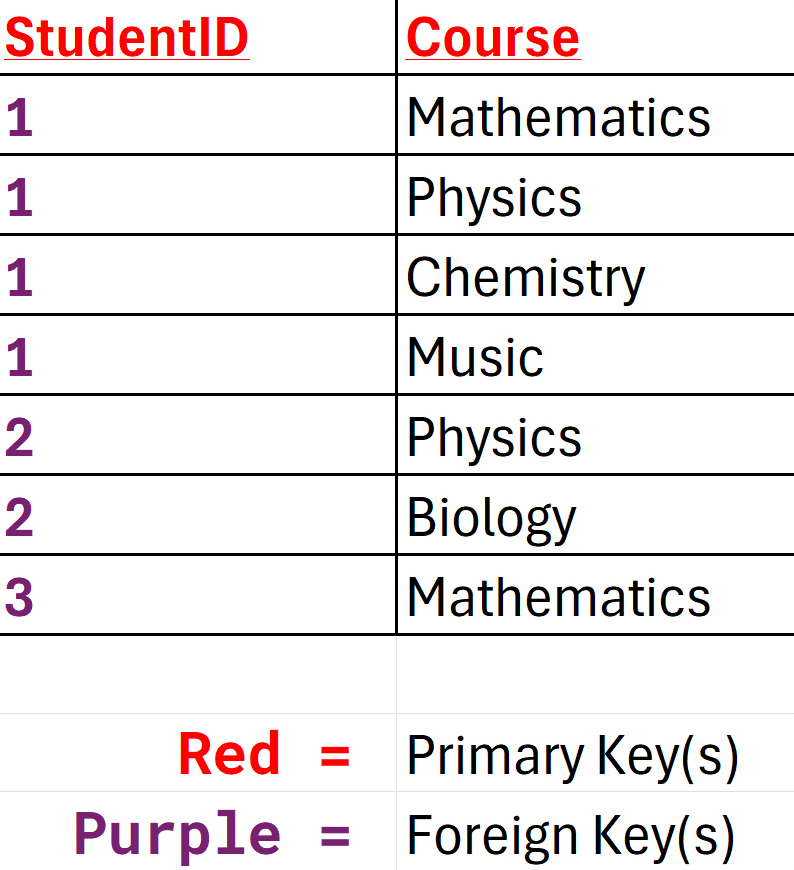 StudentID Course
1 Mathematics
1 Physics
1 Chemistry
1 Music
2 Physics
2 Biology
3 Mathematics
Red = Primary Key(s)
Purple = Foreign Key(s)